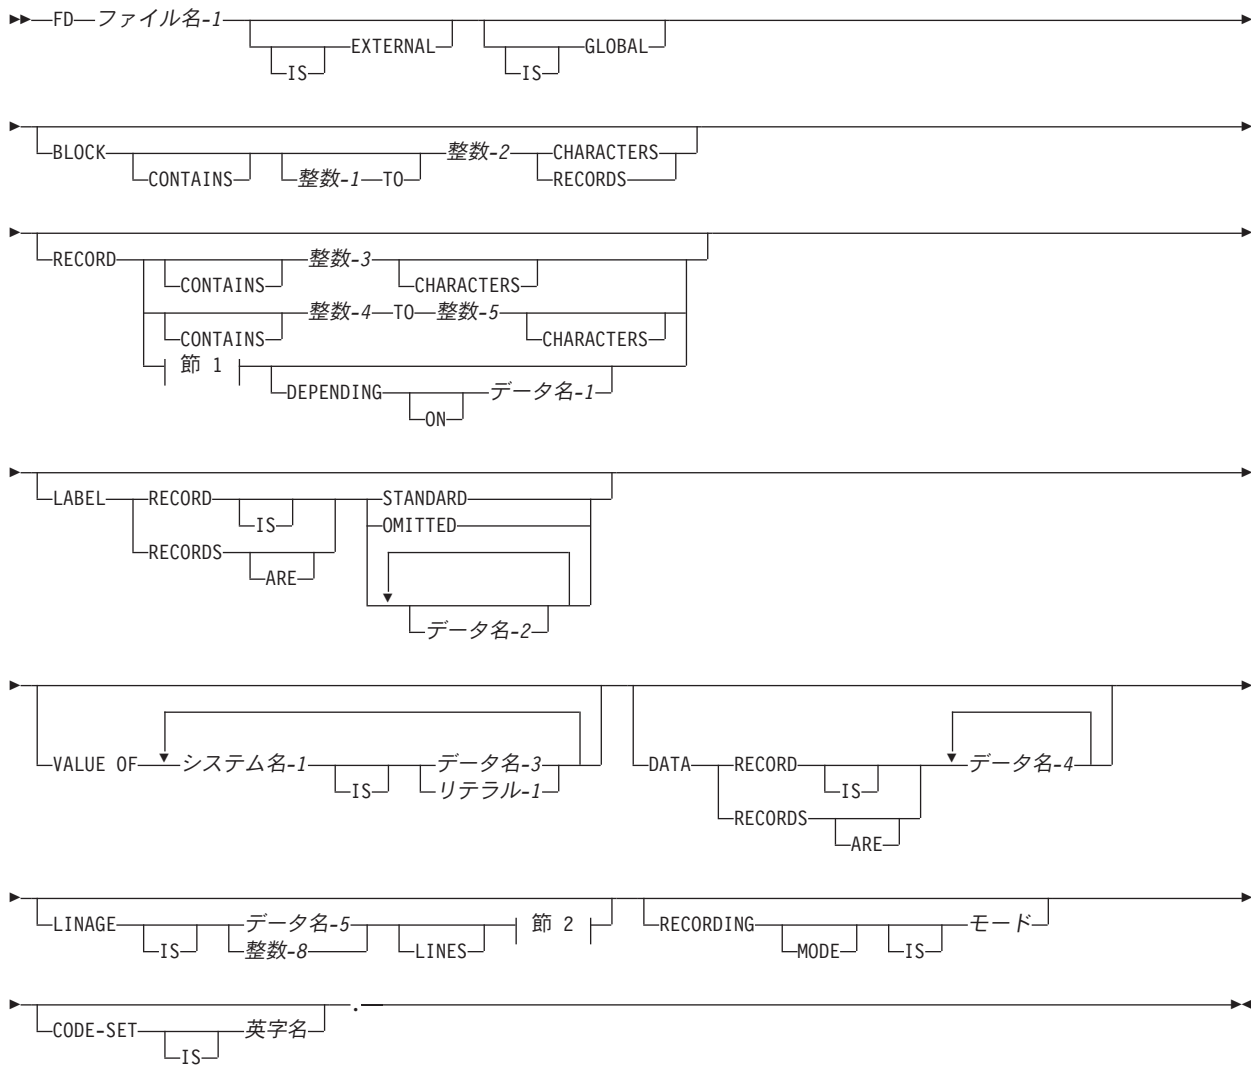 FD ファイル名-1
EXTERNAL GLOBAL
IS IS
BLOCK 整数-2 CHARACTERS
CONTAINS 整数-1 TO RECORDS
RECORD 整数-3
CONTAINS CHARACTERS
整数-4 TO 整数-5
CONTAINS CHARACTERS
節 1
DEPENDING データ名-1
ON
LABEL RECORD STANDARD
IS OMITTED
RECORDS
ARE
データ名-2
VALUE OF システム名-1 データ名-3 DATA RECORD データ名-4
IS リテラル-1 IS
RECORDS
ARE
LINAGE データ名-5 節 2 RECORDING モード
IS 整数-8 LINES MODE IS
.
CODE-SET 英字名
IS